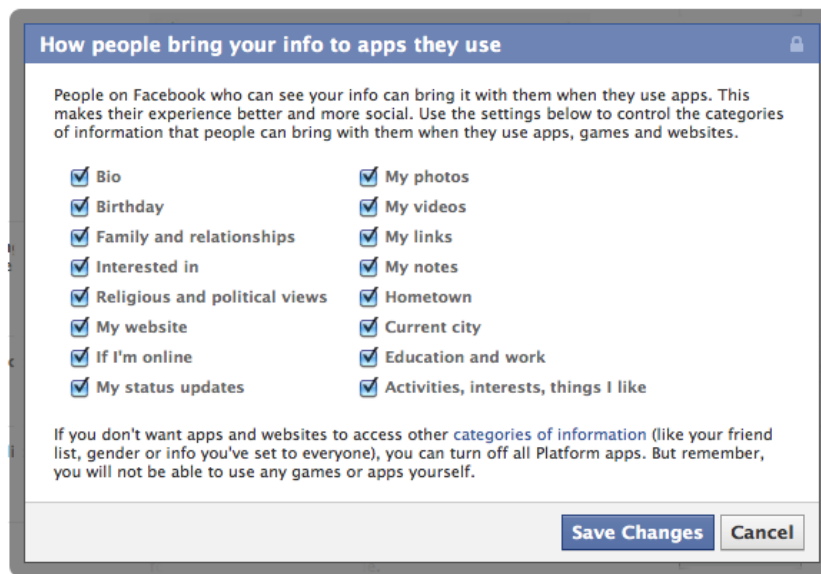 How people bring your info to apps they use
People on Facebook who can see your info can bring it with them when they use apps. This
makes their experience better and more social. Use the settings below to control the categories
of information that people can bring with them when they use apps, games and websites.
Bio
Birthday
Family and relationships
Interested in
Religious and political views
My website
If I'm online
My status updates
My photos
My videos
My links
My notes
Hometown
Current city
Education and work
Activities, interests, things I like
If you don't want apps and websites to access other categories of information (like your friend
list, gender or info you've set to everyone), you can turn off all Platform apps. But remember,
you will not be able to use any games or apps yourself.
Save Changes
Cancel